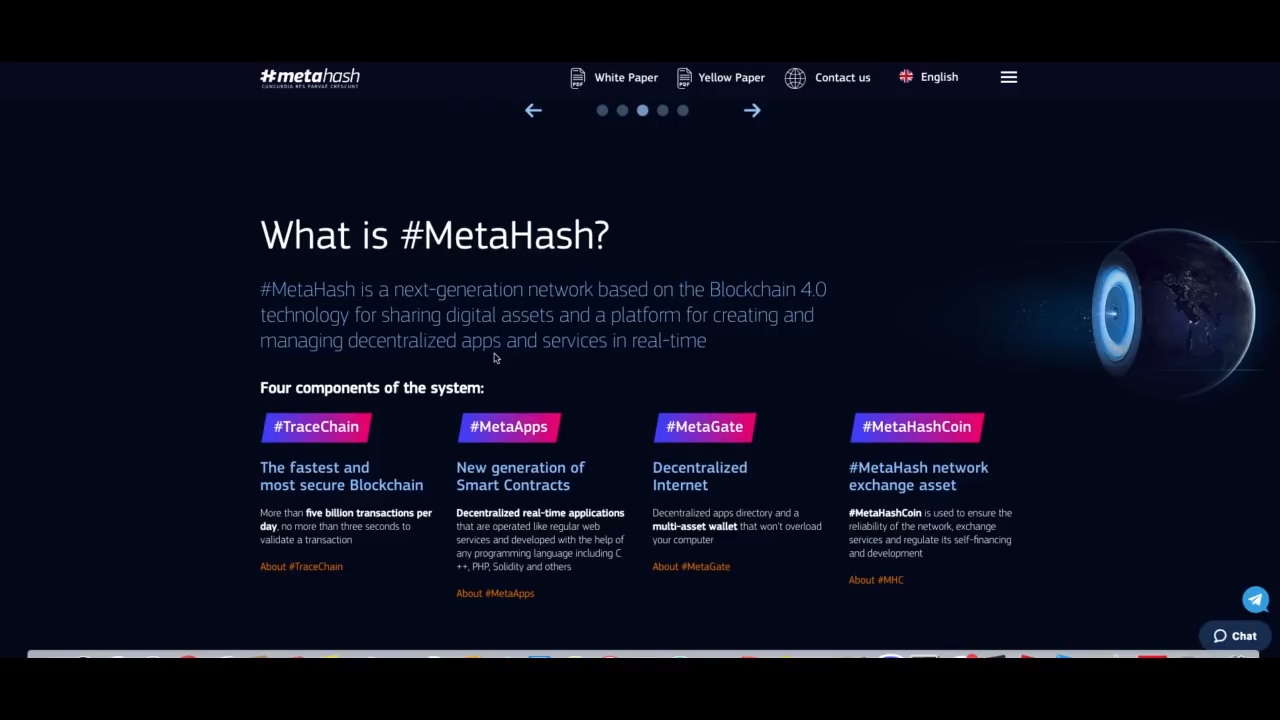 #metahash
CONCORDIA RES PARVAE CRESCUNT
White Paper
Yellow Paper
Contact us
English
PDF
PDF
What is #MetaHash?
#MetaHash is a next-generation network based on the Blockchain 4.0
technology for sharing digital assets and a platform for creating and
managing decentralized apps and services in real-time
Four components of the system:
#TraceChain
The fastest and
most secure Blockchain
More than five billion transactions per
day, no more than three seconds to
validate a transaction
About #TraceChain
#MetaApps
New generation of
Smart Contracts
Decentralized real-time applications
that are operated like regular web
services and developed with the help of
any programming language including C
++, PHP, Solidity and others
About #MetaApps
#MetaGate
Decentralized
Internet
Decentralized apps directory and a
multi-asset wallet that won't overload
your computer
About #MetaGate
#MetaHashCoin
#MetaHash network
exchange asset
#MetaHashCoin is used to ensure the
reliability of the network, exchange
services and regulate its self-financing
and development
About #MHC
Chat